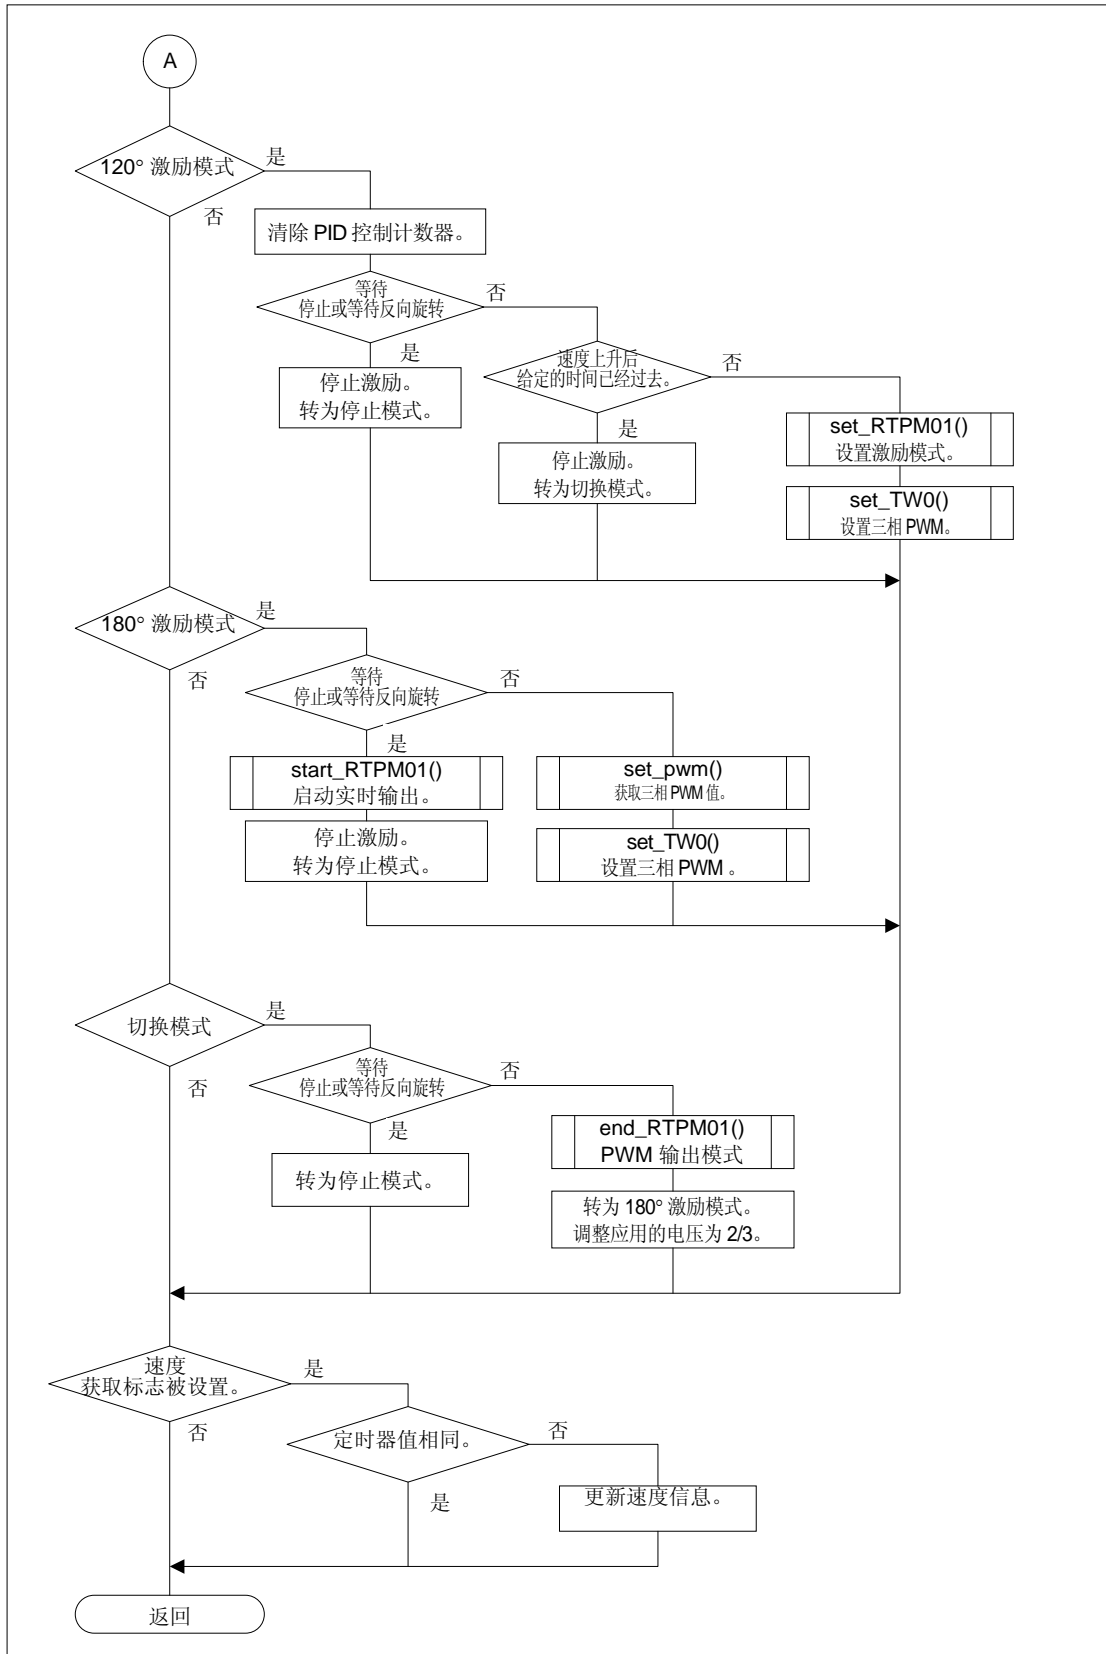 A
120° 激励模式
是
否
清除 PID 控制计数器。
等待
停止或等待反向旋转
否
是
停止激励。
转为停止模式。
速度上升后
给定的时间已经过去。
否
是
停止激励。
转为切换模式。
set_RTPM01()
设置激励模式。
set_TW0()
设置三相 PWM。
180° 激励模式
是
否
等待
停止或等待反向旋转
否
是
start_RTPM01()
启动实时输出。
停止激励。
转为停止模式。
set_pwm()
获取三相 PWM 值。
set_TW0()
设置三相 PWM 。
切换模式
是
否
等待
停止或等待反向旋转
否
是
转为停止模式。
end_RTPM01()
PWM 输出模式
转为 180° 激励模式。
调整应用的电压为 2/3。
速度
获取标志被设置。
是
否
定时器值相同。
否
是
更新速度信息。
返回